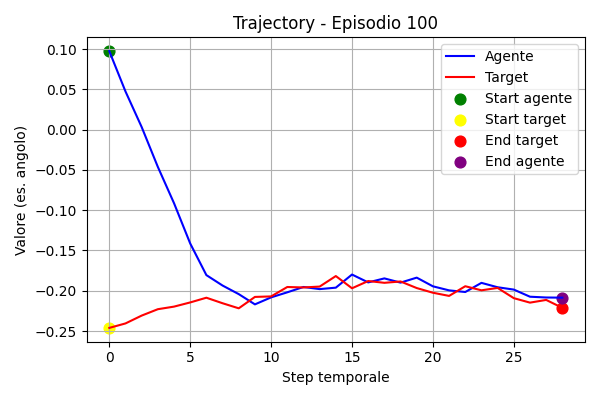 Trajectory - Episodio 100
Valore (es. angolo)
0.10
0.05
0.00
−0.05
−0.10
−0.15
−0.20
−0.25
Agente
Target
Start agente
Start target
End target
End agente
0 5 10 15 20 25
Step temporale